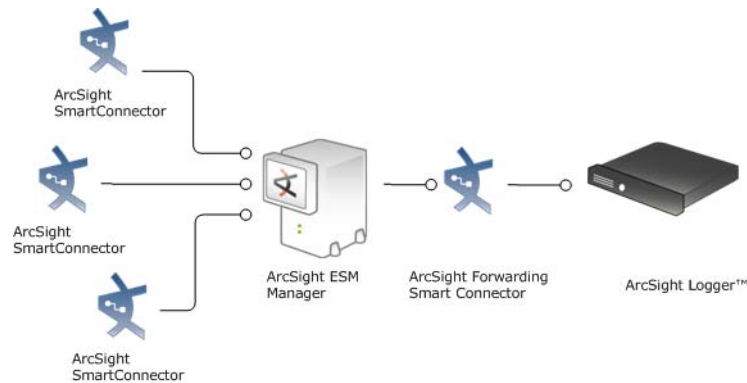 ArcSight
SmartConnector
ArcSight
SmartConnector
ArcSight
SmartConnector
ArcSight ESM
Manager
ArcSight Forwarding
Smart Connector
ArcSight Logger™